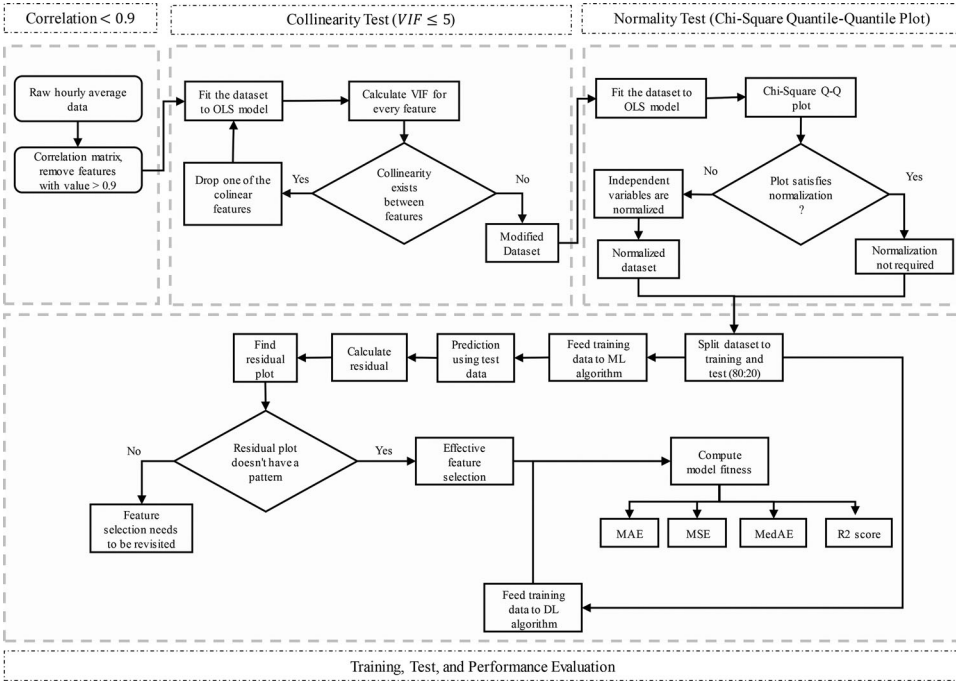 Correlation < 0.9
Collinearity Test (VIF ≤ 5)
Normality Test (Chi-Square Quantile-Quantile Plot)
Raw hourly average
data
Correlation matrix,
remove features
with value > 0.9
Fit the dataset
to OLS model
Calculate VIF for
every feature
Drop one of the
colinear
features
Yes
Collinearity
exists
between
features
No
Modified
Dataset
Fit the dataset
to OLS model
Chi-Square Q-Q
plot
Independent
variables are
normalized
No
Plot satisfies
normalization
?
Yes
Normalized
dataset
Normalization
not required
Find
residual
plot
Calculate
residual
Prediction
using test
data
Feed training
data to ML
algorithm
Split dataset to
training and
test (80:20)
No
Residual plot
doesn't have a
pattern
Yes
Effective
feature
selection
Compute
model fitness
Feature
selection needs
to be revisited
MAE
MSE
MedAE
R2 score
Feed training
data to DL
algorithm
Training, Test, and Performance Evaluation